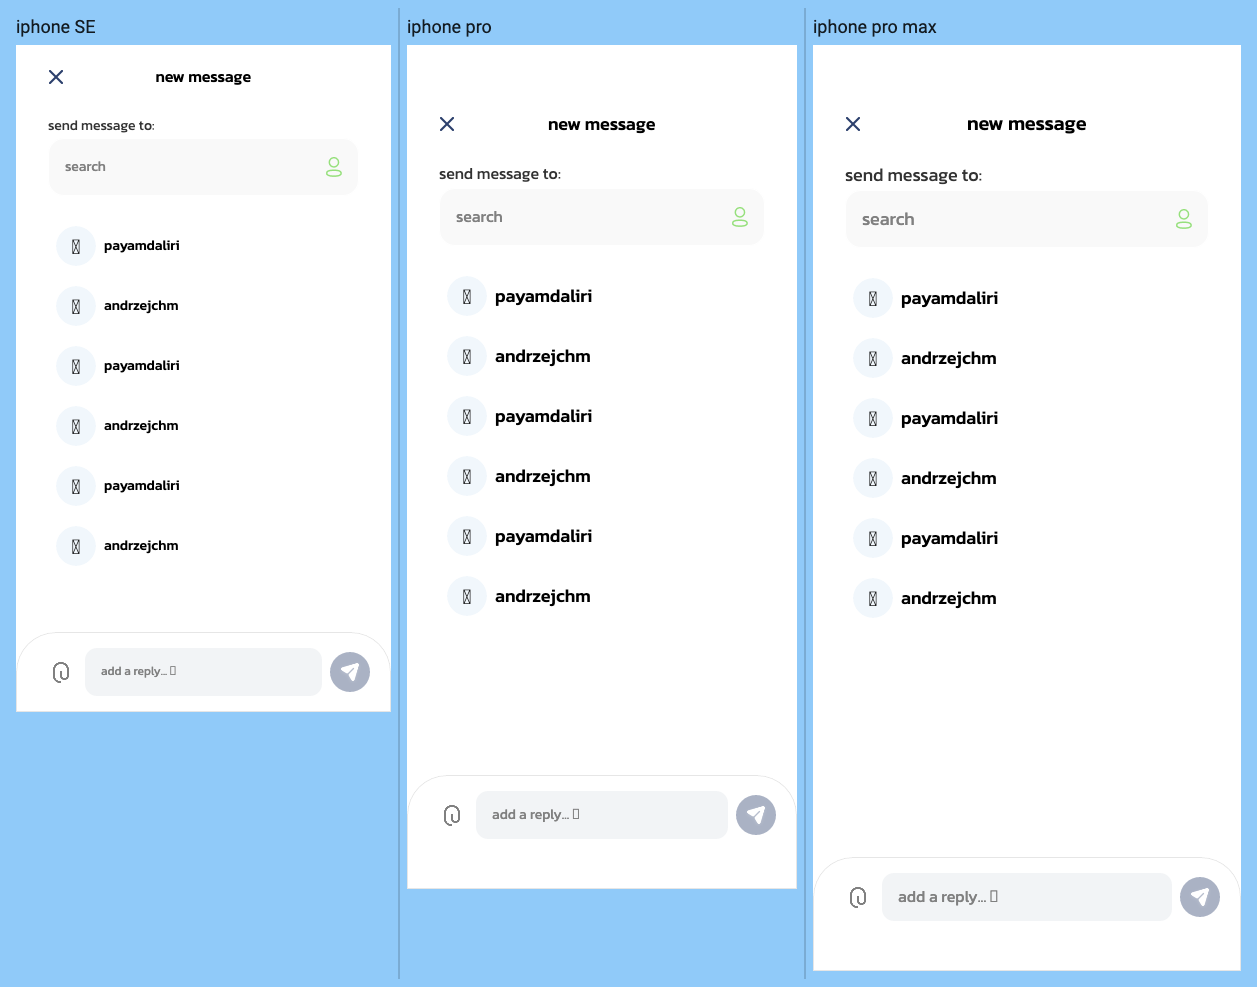 iphone SE
new message
send message to:
search
payamdaliri
andrzejchm
payamdaliri
andrzejchm
payamdaliri
andrzejchm
add a reply...
iphone pro
new message
send message to:
search
payamdaliri
andrzejchm
payamdaliri
andrzejchm
payamdaliri
andrzejchm
add a reply...
iphone pro max
new message
send message to:
search
payamdaliri
andrzejchm
payamdaliri
andrzejchm
payamdaliri
andrzejchm
add a reply...